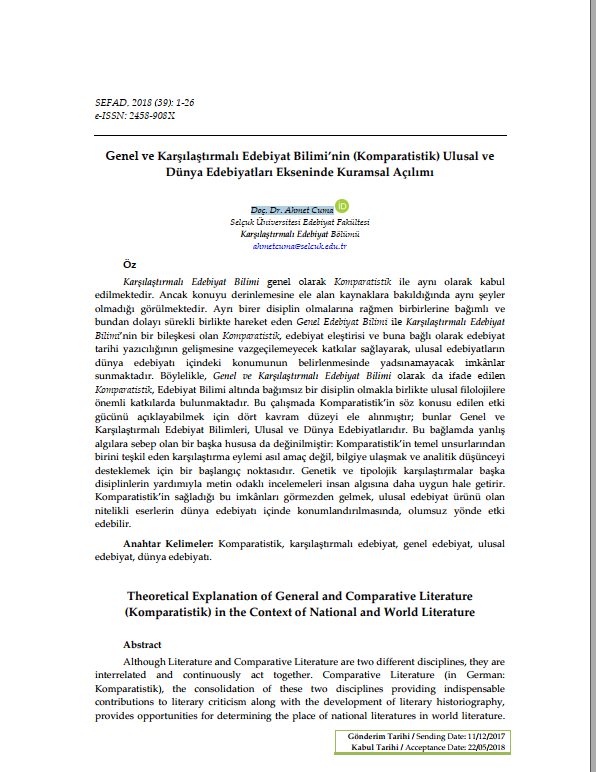 SEFAD, 2018 (39): 1-26
e-ISSN: 2458-908X
Genel ve Karşılaştırmalı Edebiyat Bilimi'nin (Komparatistik) Ulusal ve
Dünya Edebiyatları Ekseninde Kuramsal Açılımı
Doç. Dr. Ahmet Cuma iD
Selçuk Üniversitesi Edebiyat Fakültesi
Karşılaştırmalı Edebiyat Bölümü
ahmetcuma@selcuk.edu.tr
Öz
Karşılaştırmalı Edebiyat Bilimi genel olarak Komparatistik ile aynı olarak kabul
edilmektedir. Ancak konuyu derinlemesine ele alan kaynaklara bakıldığında aynı şeyler
olmadığı görülmektedir. Ayrı birer disiplin olmalarına rağmen birbirlerine bağımlı ve
bundan dolayı sürekli birlikte hareket eden Genel Edebiyat Bilimi ile Karşılaştırmalı Edebiyat
Bilimi'nin bir bileşkesi olan Komparatistik, edebiyat eleştirisi ve buna bağlı olarak edebiyat
tarihi yazıcılığının gelişmesine vazgeçilemeyecek katkılar sağlayarak, ulusal edebiyatların
dünya edebiyatı içindeki konumunun belirlenmesinde yadsınamayacak imkânlar
sunmaktadır. Böylelikle, Genel ve Karşılaştırmalı Edebiyat Bilimi olarak da ifade edilen
Komparatistik, Edebiyat Bilimi altında bağımsız bir disiplin olmakla birlikte ulusal filolojilere
önemli katkılarda bulunmaktadır. Bu çalışmada Komparatistik'in söz konusu edilen etki
gücünü açıklayabilmek için dört kavram düzeyi ele alınmıştır; bunlar Genel ve
Karşılaştırmalı Edebiyat Bilimleri, Ulusal ve Dünya Edebiyatlarıdır. Bu bağlamda yanlış
algılara sebep olan bir başka hususa da değinilmiştir: Komparatistik'in temel unsurlarından
birini teşkil eden karşılaştırma eylemi asıl amaç değil, bilgiye ulaşmak ve analitik düşünceyi
desteklemek için bir başlangıç noktasıdır. Genetik ve tipolojik karşılaştırmalar başka
disiplinlerin yardımıyla metin odaklı incelemeleri insan algısına daha uygun hale getirir.
Komparatistik'in sağladığı bu imkânları görmezden gelmek, ulusal edebiyat ürünü olan
nitelikli eserlerin dünya edebiyatı içinde konumlandırılmasında, olumsuz yönde etki
edebilir.
Anahtar Kelimeler: Komparatistik, karşılaştırmalı edebiyat, genel edebiyat, ulusal
edebiyat, dünya edebiyatı.
Theoretical Explanation of General and Comparative Literature
(Komparatistik) in the Context of National and World Literature
Abstract
Although Literature and Comparative Literature are two different disciplines, they are
interrelated and continuously act together. Comparative Literature (in German:
Komparatistik), the consolidation of these two disciplines providing indispensable
contributions to literary criticism along with the development of literary historiography,
provides opportunities for determining the place of national literatures in world literature.
Gönderim Tarihi / Sending Date: 11/12/2017
Kabul Tarihi / Acceptance Date: 22/05/2018